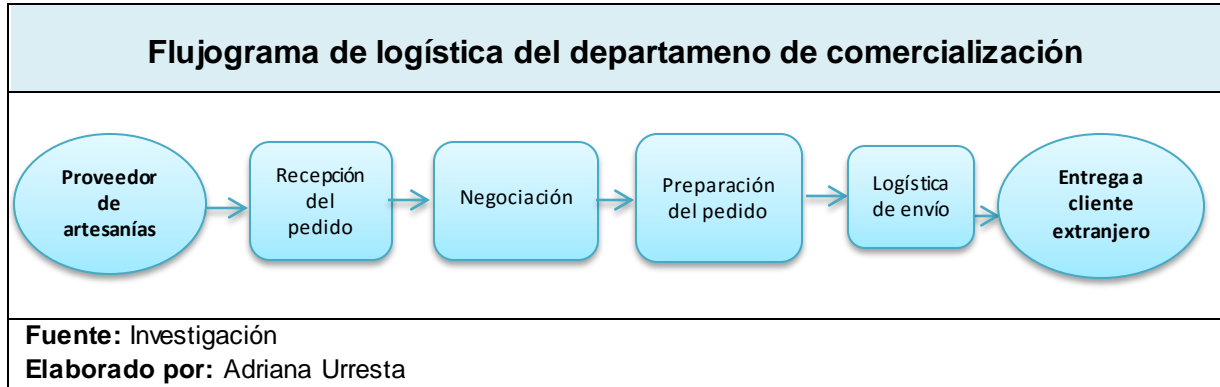 Flujograma de logística del departameno de comercialización
Proveedor
de
artesanías
Recepción
del
pedido
Negociación
Preparación
del pedido
Logística
de envío
Entrega a
cliente
extranjero
Fuente: Investigación
Elaborado por: Adriana Urresta